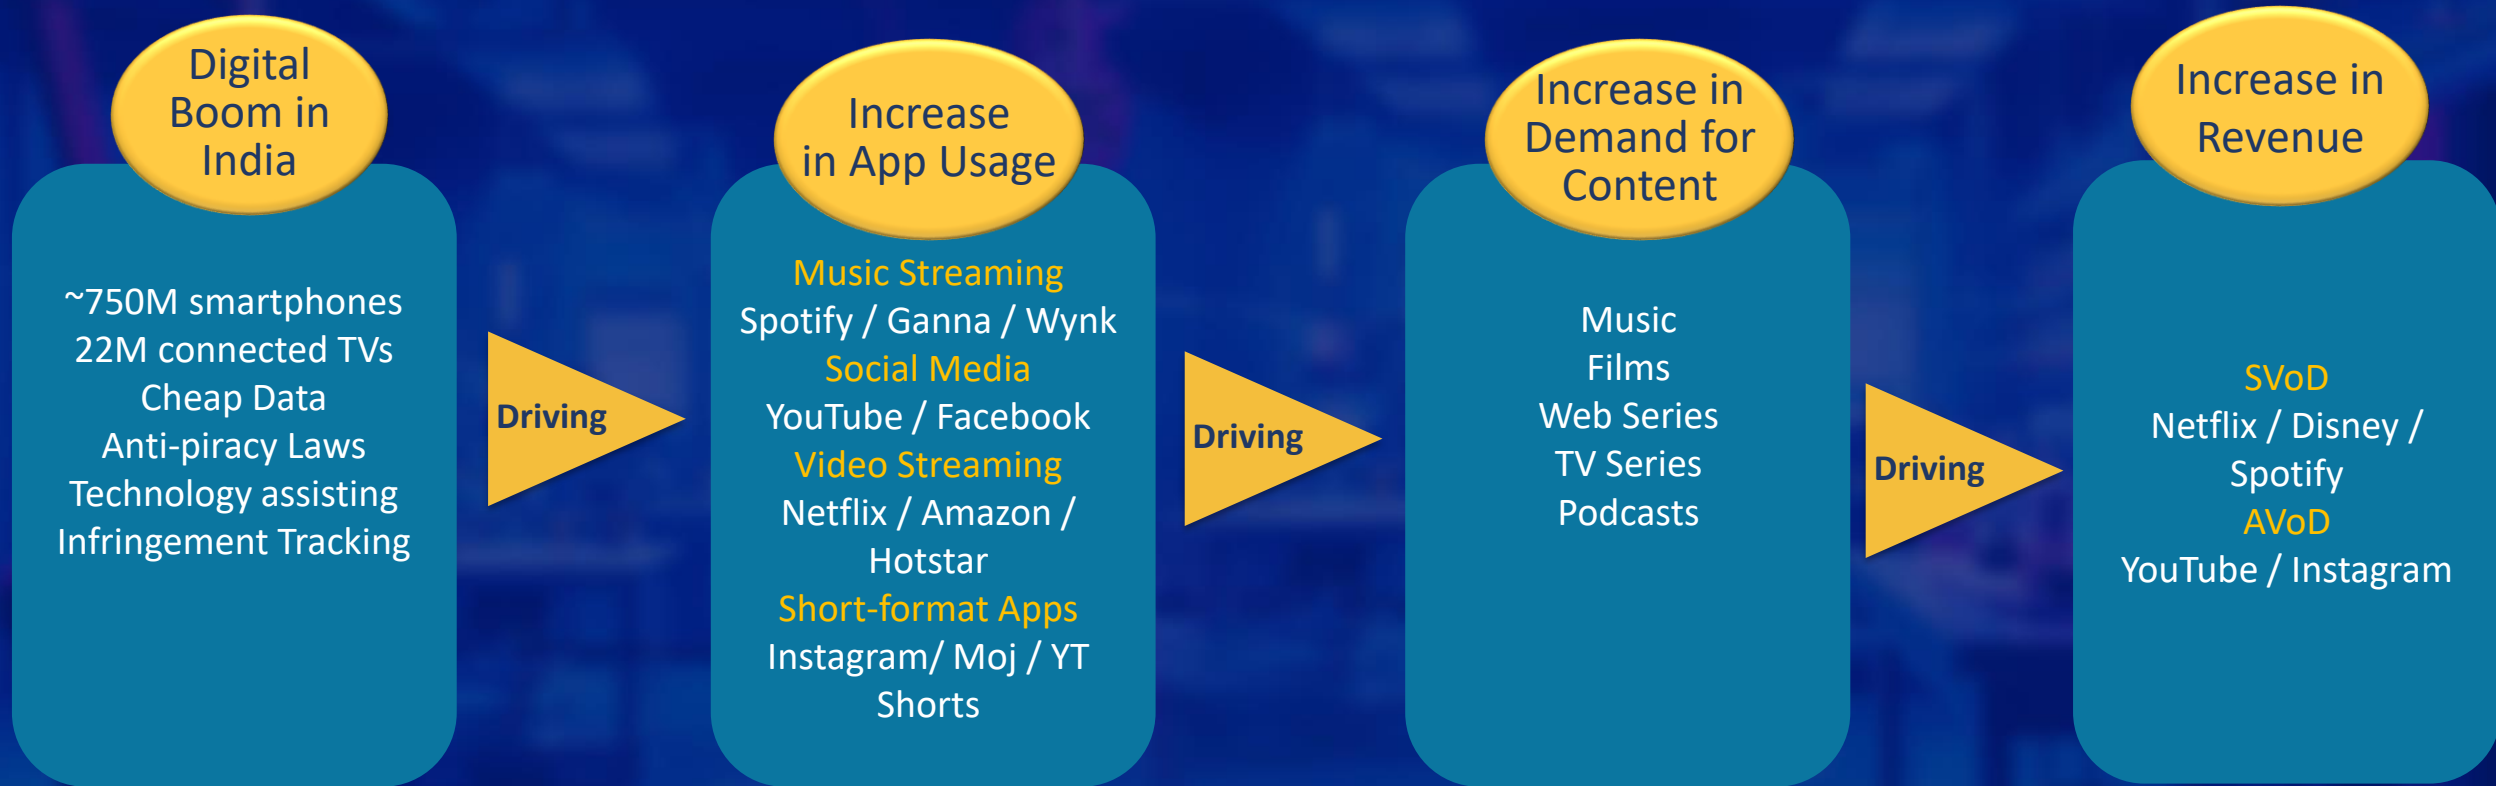 Digital
Boom in
India
~750M smartphones
22M connected TVs
Cheap Data
Anti-piracy Laws
Technology assisting
Infringement Tracking
Driving
Increase
in App Usage
Music Streaming
Spotify / Ganna / Wynk
Social Media
YouTube / Facebook
Video Streaming
Netflix / Amazon /
Hotstar
Short-format Apps
Instagram/ Moj / YT
Shorts
Driving
Increase in
Demand for
Content
Music
Films
Web Series
TV Series
Podcasts
Driving
Increase in
Revenue
SVoD
Netflix / Disney /
Spotify
AVoD
YouTube / Instagram